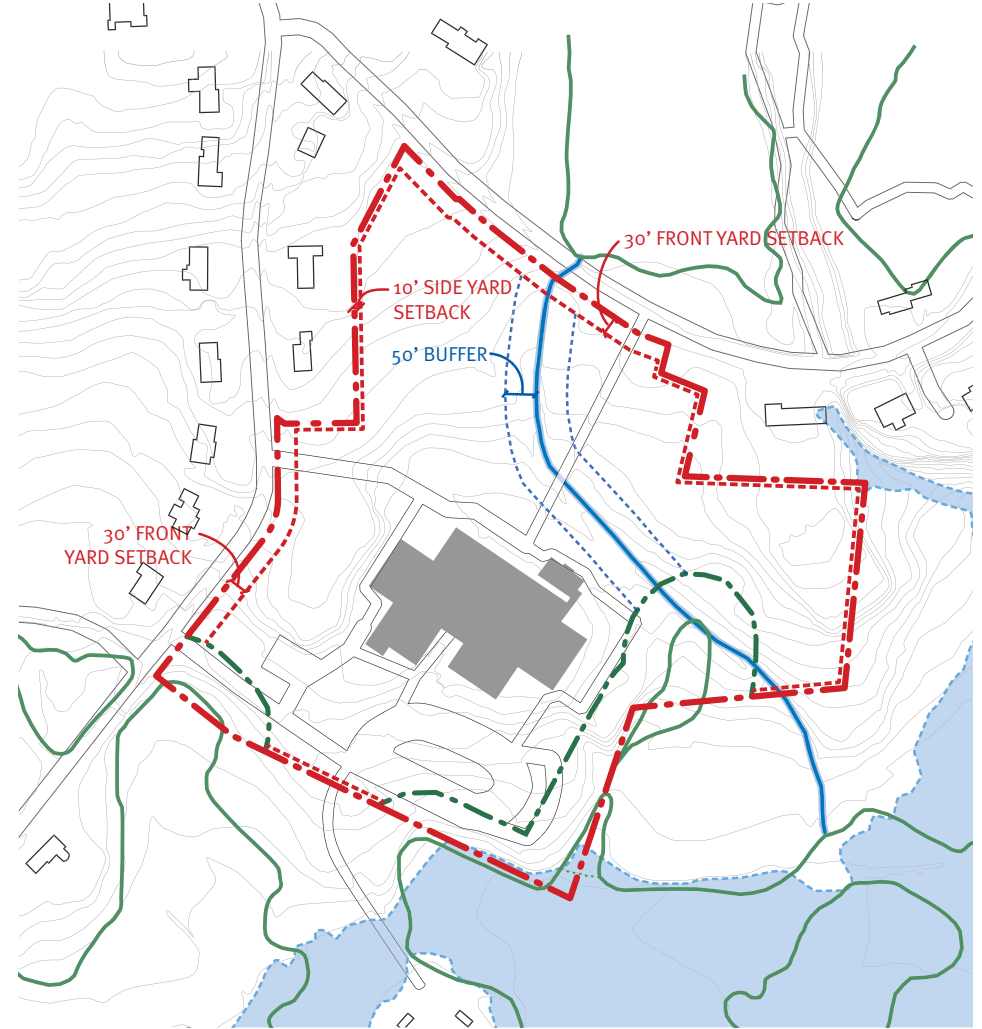 30’ FRONT YARD SETBACK
10’ SIDE YARD
SETBACK
50’ BUFFER
30’ FRONT
YARD SETBACK